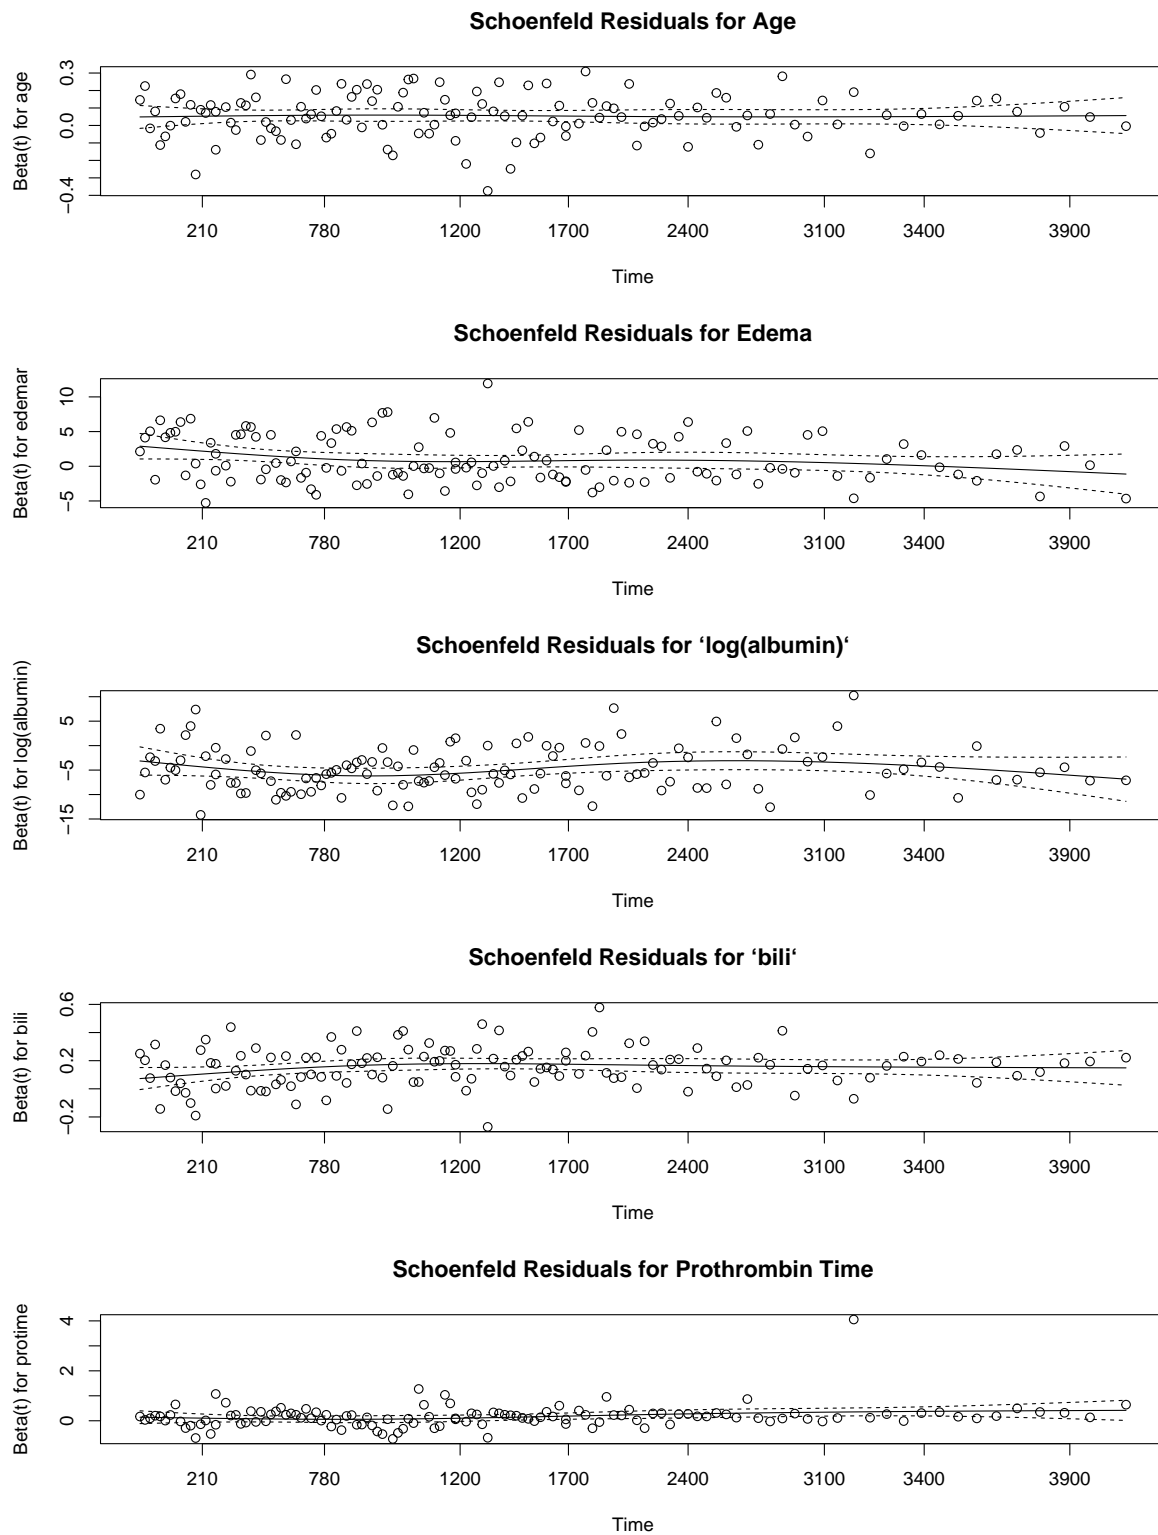 Schoenfeld Residuals for Age
Beta(t) for age
0.3
0.0
−0.4
210 780 1200 1700 2400 3100 3400 3900
Time
Schoenfeld Residuals for Edema
Beta(t) for edemar
10
5
0
−5
210 780 1200 1700 2400 3100 3400 3900
Time
Schoenfeld Residuals for ‘log(albumin)‘
Beta(t) for log(albumin)
5
−5
−15
210 780 1200 1700 2400 3100 3400 3900
Time
Schoenfeld Residuals for ‘bili‘
Beta(t) for bili
0.6
0.2
−0.2
210 780 1200 1700 2400 3100 3400 3900
Time
Schoenfeld Residuals for Prothrombin Time
Beta(t) for protime
4
2
0
210 780 1200 1700 2400 3100 3400 3900
Time